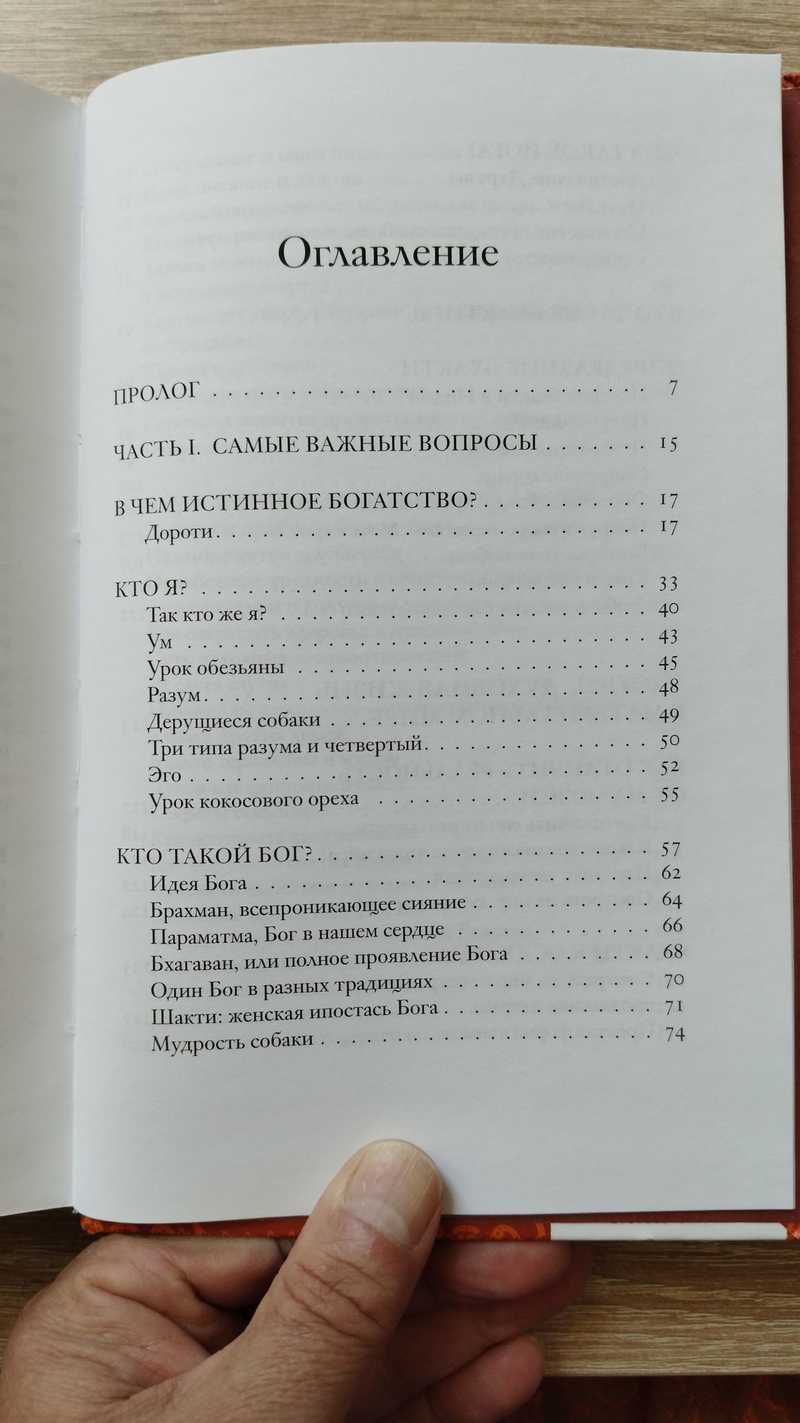 Оглавление
ПРОЛОГ . . . . . . . . . . . . . . . . . . . . . . . . . . . . 7
ЧАСТЬ I. САМЫЕ ВАЖНЫЕ ВОПРОСЫ . . . . . . . 15
В ЧЕМ ИСТИННОЕ БОГАТСТВО? . . . . . . . . . . . 17
Дороти. . . . . . . . . . . . . . . . . . . . . . . . . . . 17
КТО Я? . . . . . . . . . . . . . . . . . . . . . . . . . . . . 33
Так кто же я? . . . . . . . . . . . . . . . . . . . . . . . 40
Ум . . . . . . . . . . . . . . . . . . . . . . . . . . . . 43
Урок обезьяны . . . . . . . . . . . . . . . . . . . . . . 45
Разум. . . . . . . . . . . . . . . . . . . . . . . . . . . 48
Дерущиеся собаки . . . . . . . . . . . . . . . . . . . . 49
Три типа разума и четвертый. . . . . . . . . . . . . . 50
Эго . . . . . . . . . . . . . . . . . . . . . . . . . . . . 52
Урок кокосового ореха . . . . . . . . . . . . . . . . . 55
КТО ТАКОЙ БОГ? . . . . . . . . . . . . . . . . . . . . . 57
Идея Бога . . . . . . . . . . . . . . . . . . . . . . . . . 62
Брахман, всепроникающее сияние . . . . . . . . . . . 64
Параматма, Бог в нашем сердце . . . . . . . . . . . . 66
Бхагаван, или полное проявление Бога . . . . . . . . 68
Один Бог в разных традициях . . . . . . . . . . . . . 70
Шакти: женская ипостась Бога . . . . . . . . . . . . . 71
Мудрость собаки . . . . . . . . . . . . . . . . . . . . 74